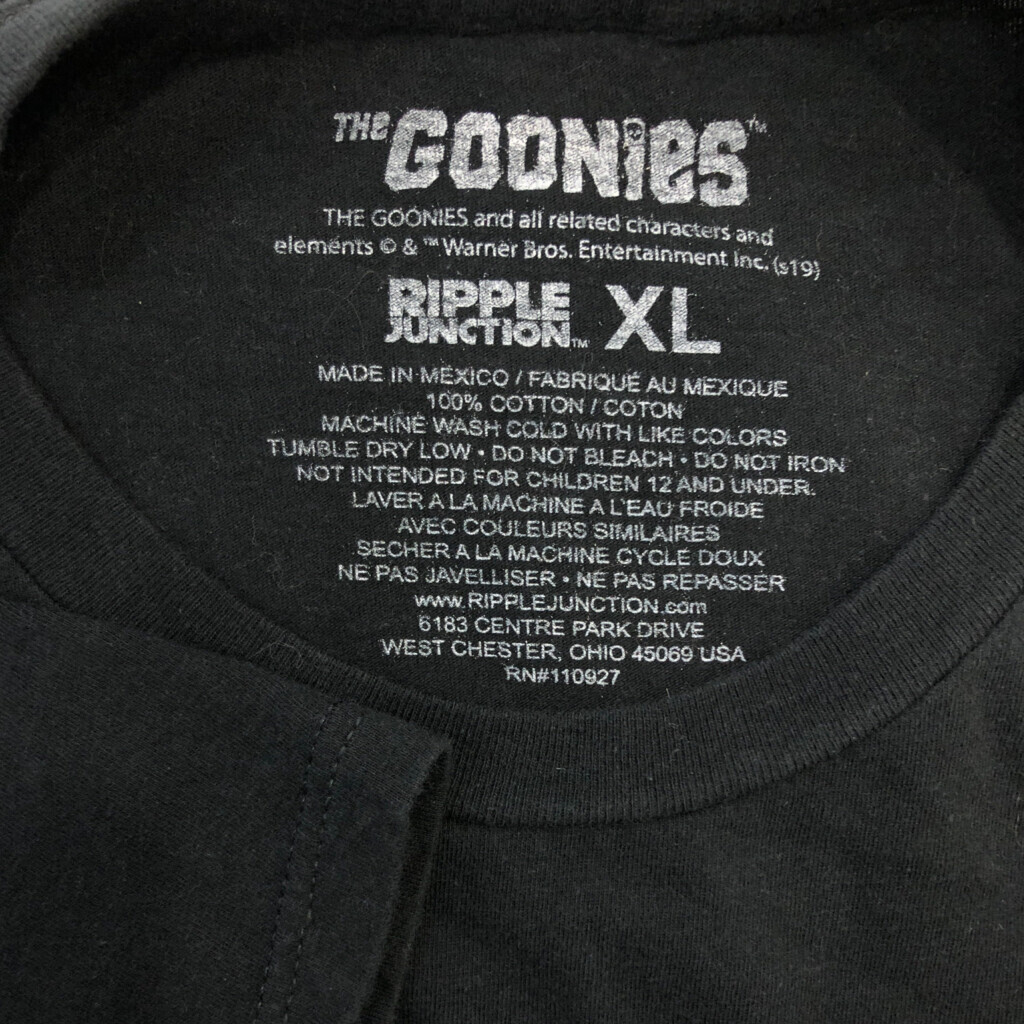 THE GOONIES™
THE GOONIES and all related characters and
elements © & ™ Warner Bros. Entertainment Inc. (s19)
RIPPLE JUNCTION™ XL
MADE IN MEXICO / FABRIQUÉ AU MEXIQUE
100% COTTON / COTON
MACHINE WASH COLD WITH LIKE COLORS
TUMBLE DRY LOW • DO NOT BLEACH • DO NOT IRON
NOT INTENDED FOR CHILDREN 12 AND UNDER.
LAVER A LA MACHINE A L'EAU FROIDE
AVEC COULEURS SIMILAIRES
SECHER A LA MACHINE CYCLE DOUX
NE PAS JAVELLISER • NE PAS REPASSER
www.RIPPLEJUNCTION.com
6183 CENTRE PARK DRIVE
WEST CHESTER, OHIO 45069 USA
RN#110927